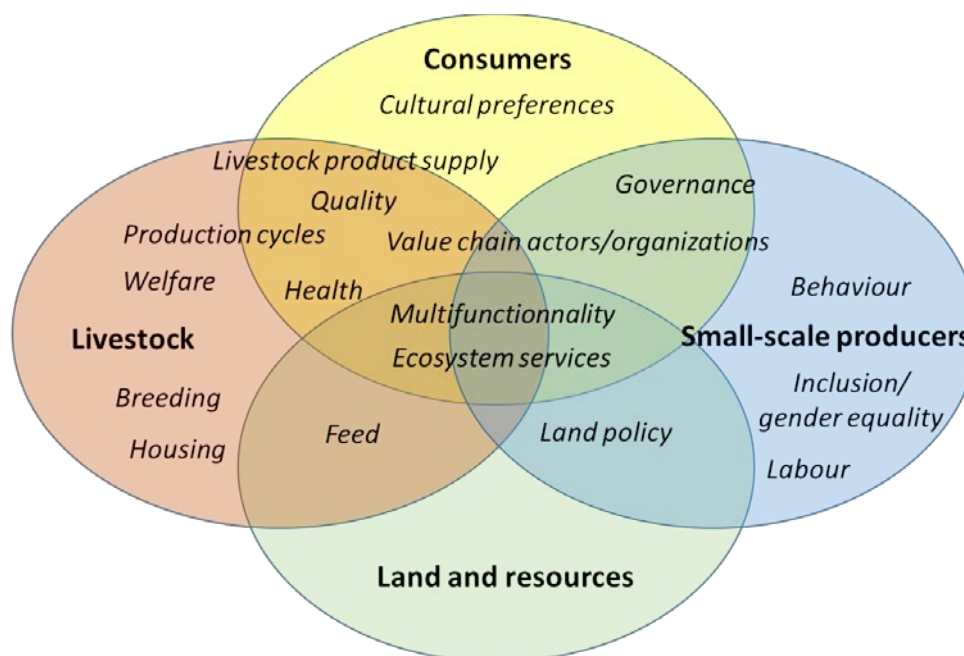 Consumers
Cultural preferences
Livestock product supply
Quality
Governance
Production cycles
Value chain actors/organizations
Welfare
Health
Behaviour
Multifunctionnality
Livestock
Small-scale producers
Ecosystem services
Breeding
Inclusion/
gender equality
Feed
Land policy
Housing
Labour
Land and resources